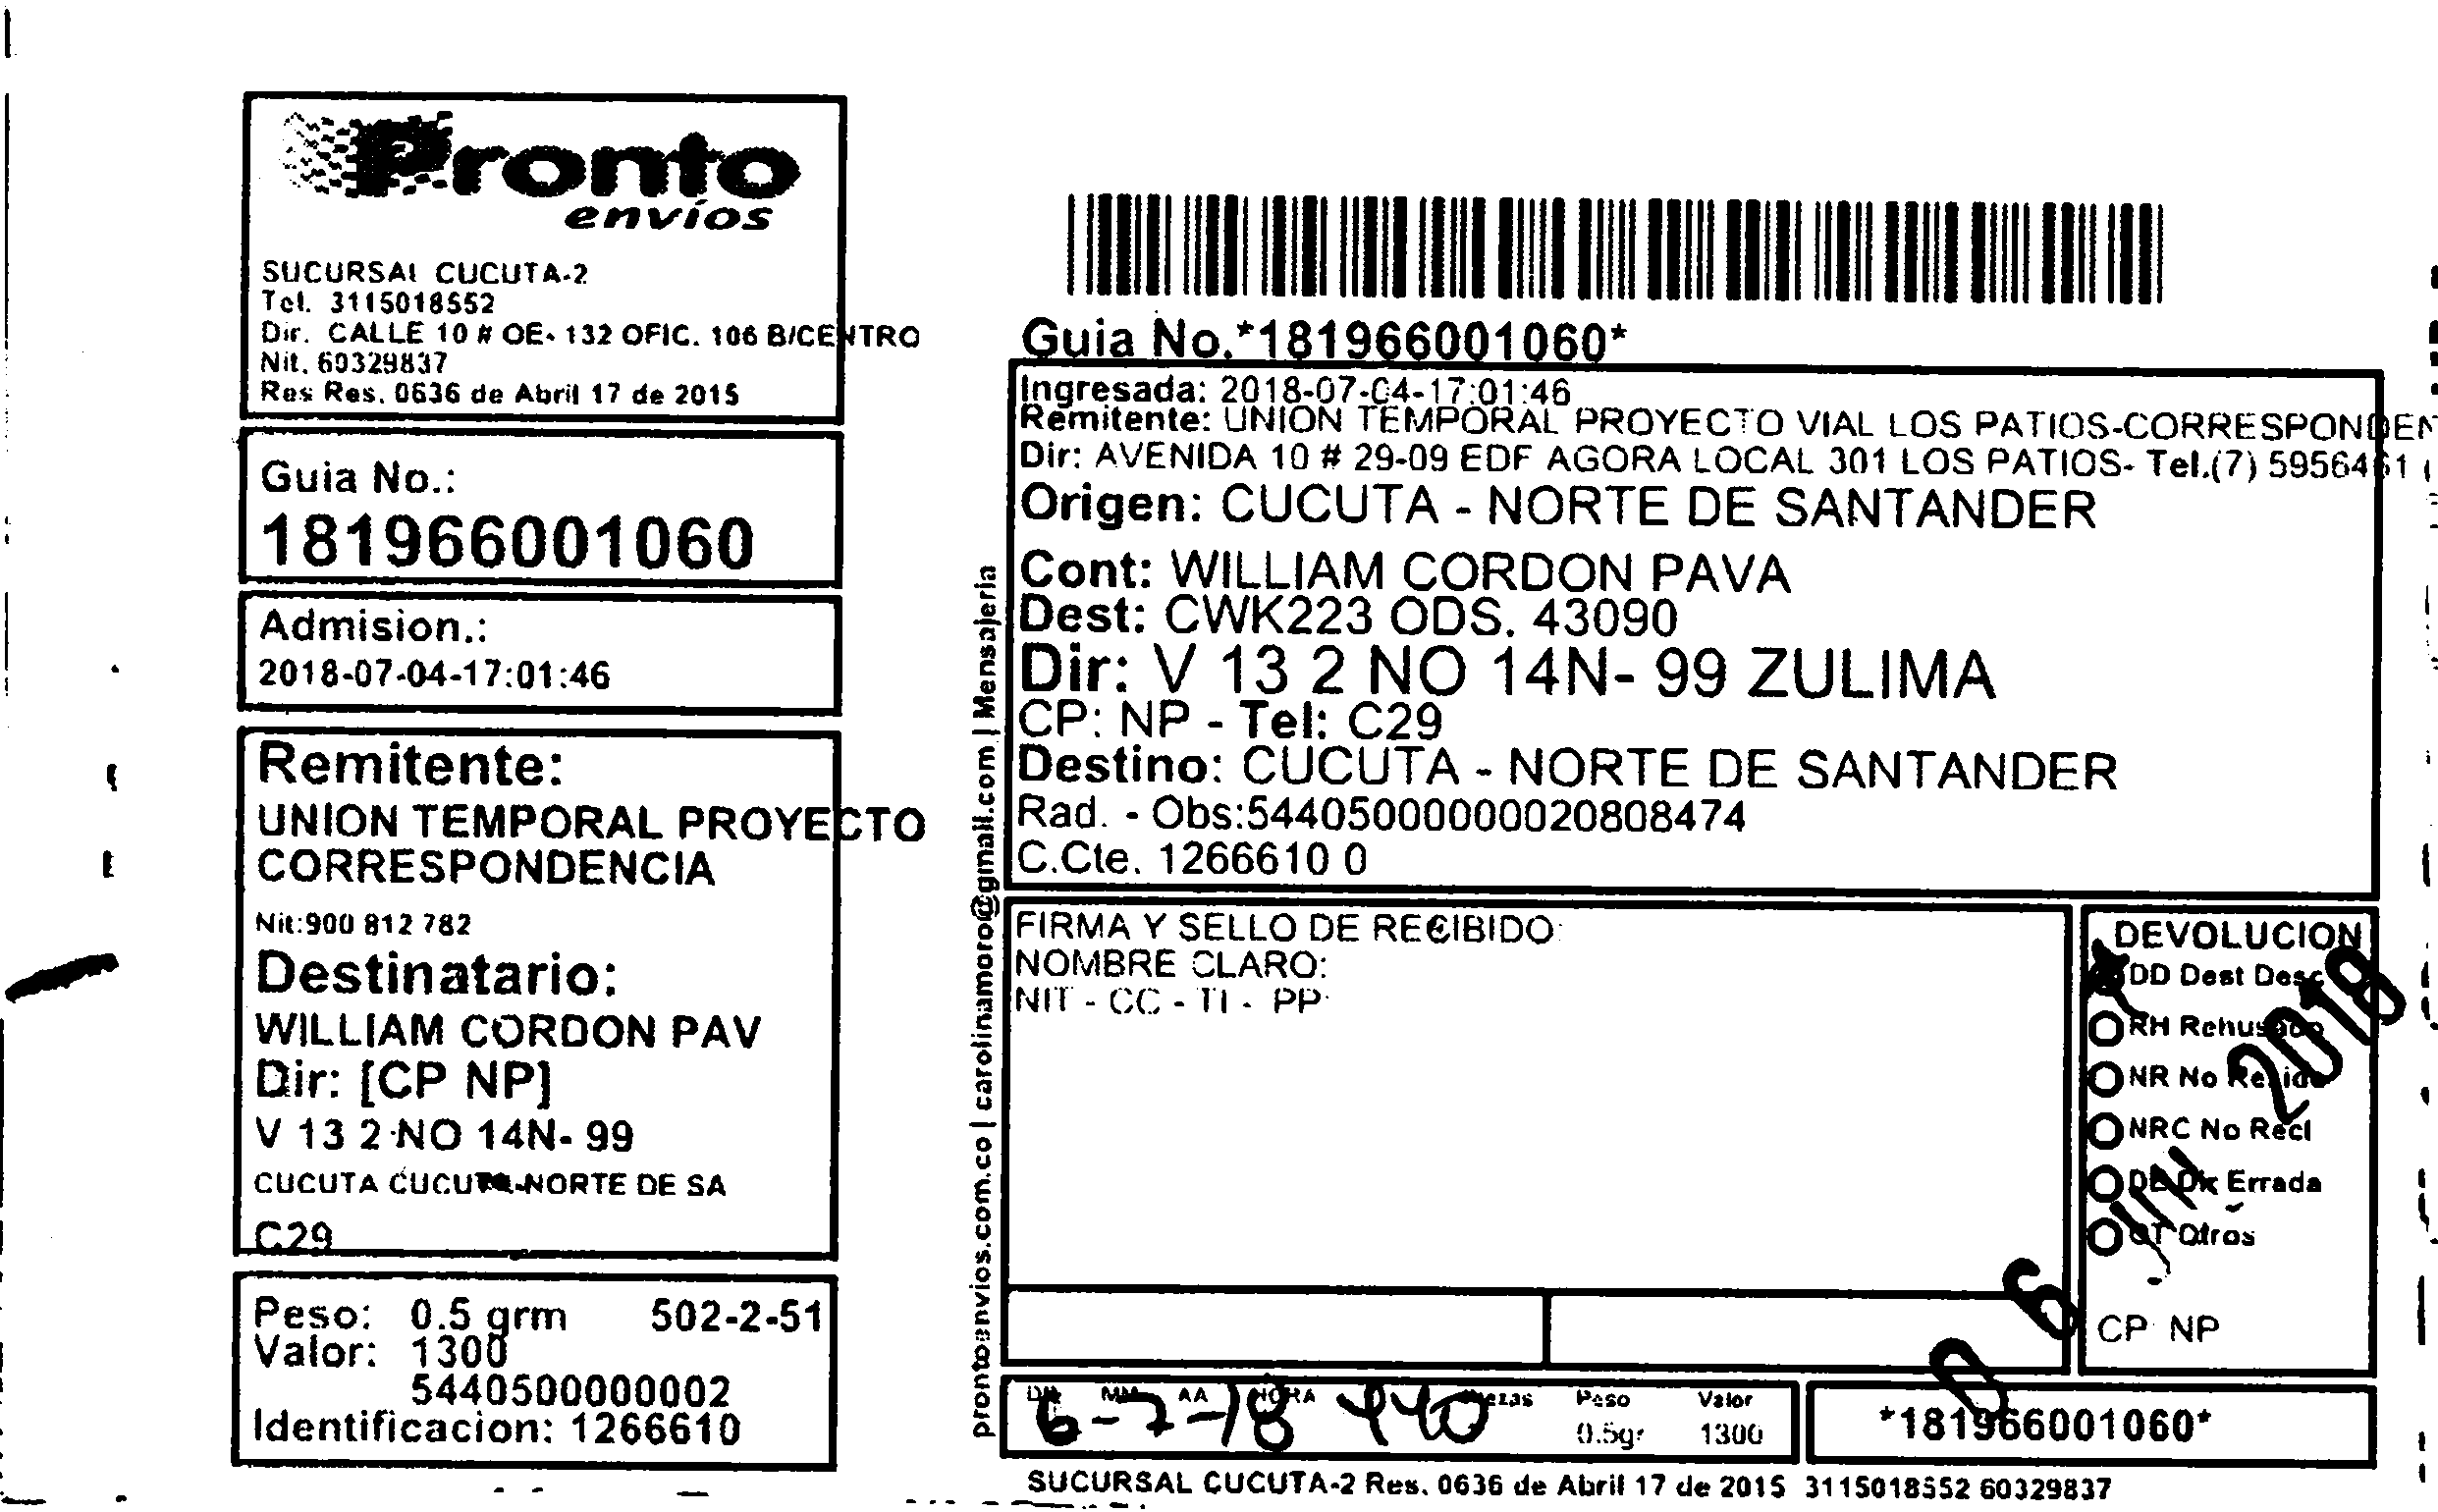 Pronto
envíos
SUCURSAL CUCUTA-2
Tel. 3115018552
Dir. CALLE 10 # OE- 132 OFIC. 106 B/CENTRO
Nit. 60329837
Res Res. 0636 de Abril 17 de 2015
Guia No.:
181966001060
Admision.:
2018-07-04-17:01:46
Remitente:
UNION TEMPORAL PROYECTO
CORRESPONDENCIA
Nit:900 812 782
Destinatario:
WILLIAM CORDON PAV
Dir: [CP NP]
V 13 2 NO 14N- 99
CUCUTA CUCUTA-NORTE DE SA
C29
Peso: 0.5 grm 502-2-51
Valor: 1300
5440500000002
Identificacion: 1266610
prontoenvios.com.co | carolinamoro@gmail.com | Mensajeria
Guia No.*181966001060*
Ingresada: 2018-07-04-17:01:46
Remitente: UNION TEMPORAL PROYECTO VIAL LOS PATIOS-CORRESPONDEN
Dir: AVENIDA 10 # 29-09 EDF AGORA LOCAL 301 LOS PATIOS- Tel.(7) 5956461
Origen: CUCUTA - NORTE DE SANTANDER
Cont: WILLIAM CORDON PAVA
Dest: CWK223 ODS. 43090
Dir: V 13 2 NO 14N- 99 ZULIMA
CP: NP - Tel: C29
Destino: CUCUTA - NORTE DE SANTANDER
Rad. - Obs:544050000000020808474
C.Cte. 1266610 0
FIRMA Y SELLO DE RECIBIDO:
NOMBRE CLARO:
NIT - CC - TI - PP
DEVOLUCION
DD Dest Desc
RH Rehusado
NR No Reside
NRC No Recl
DE Dir Errada
OT Otros
CP NP
06 JUL 2018
DD MM AA HORA Piezas Peso Valor
6-7-18 440 0.5gr 1300
*181966001060*
SUCURSAL CUCUTA-2 Res. 0636 de Abril 17 de 2015 3115018552 60329837